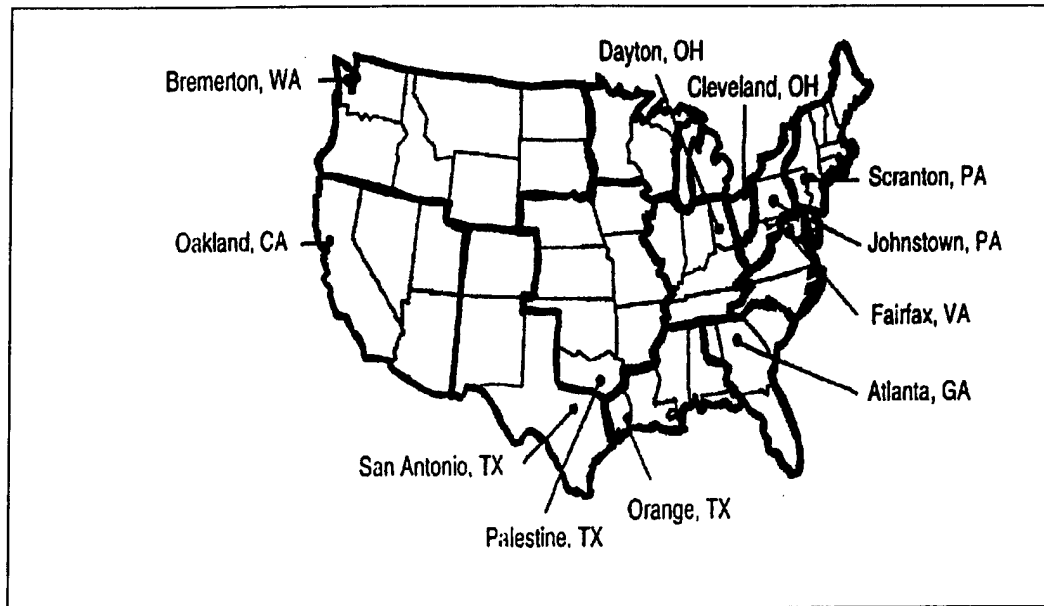 Dayton, OH
Bremerton, WA
Cleveland, OH
Scranton, PA
Oakland, CA
Johnstown, PA
Fairfax, VA
Atlanta, GA
San Antonio, TX
Orange, TX
Palestine, TX